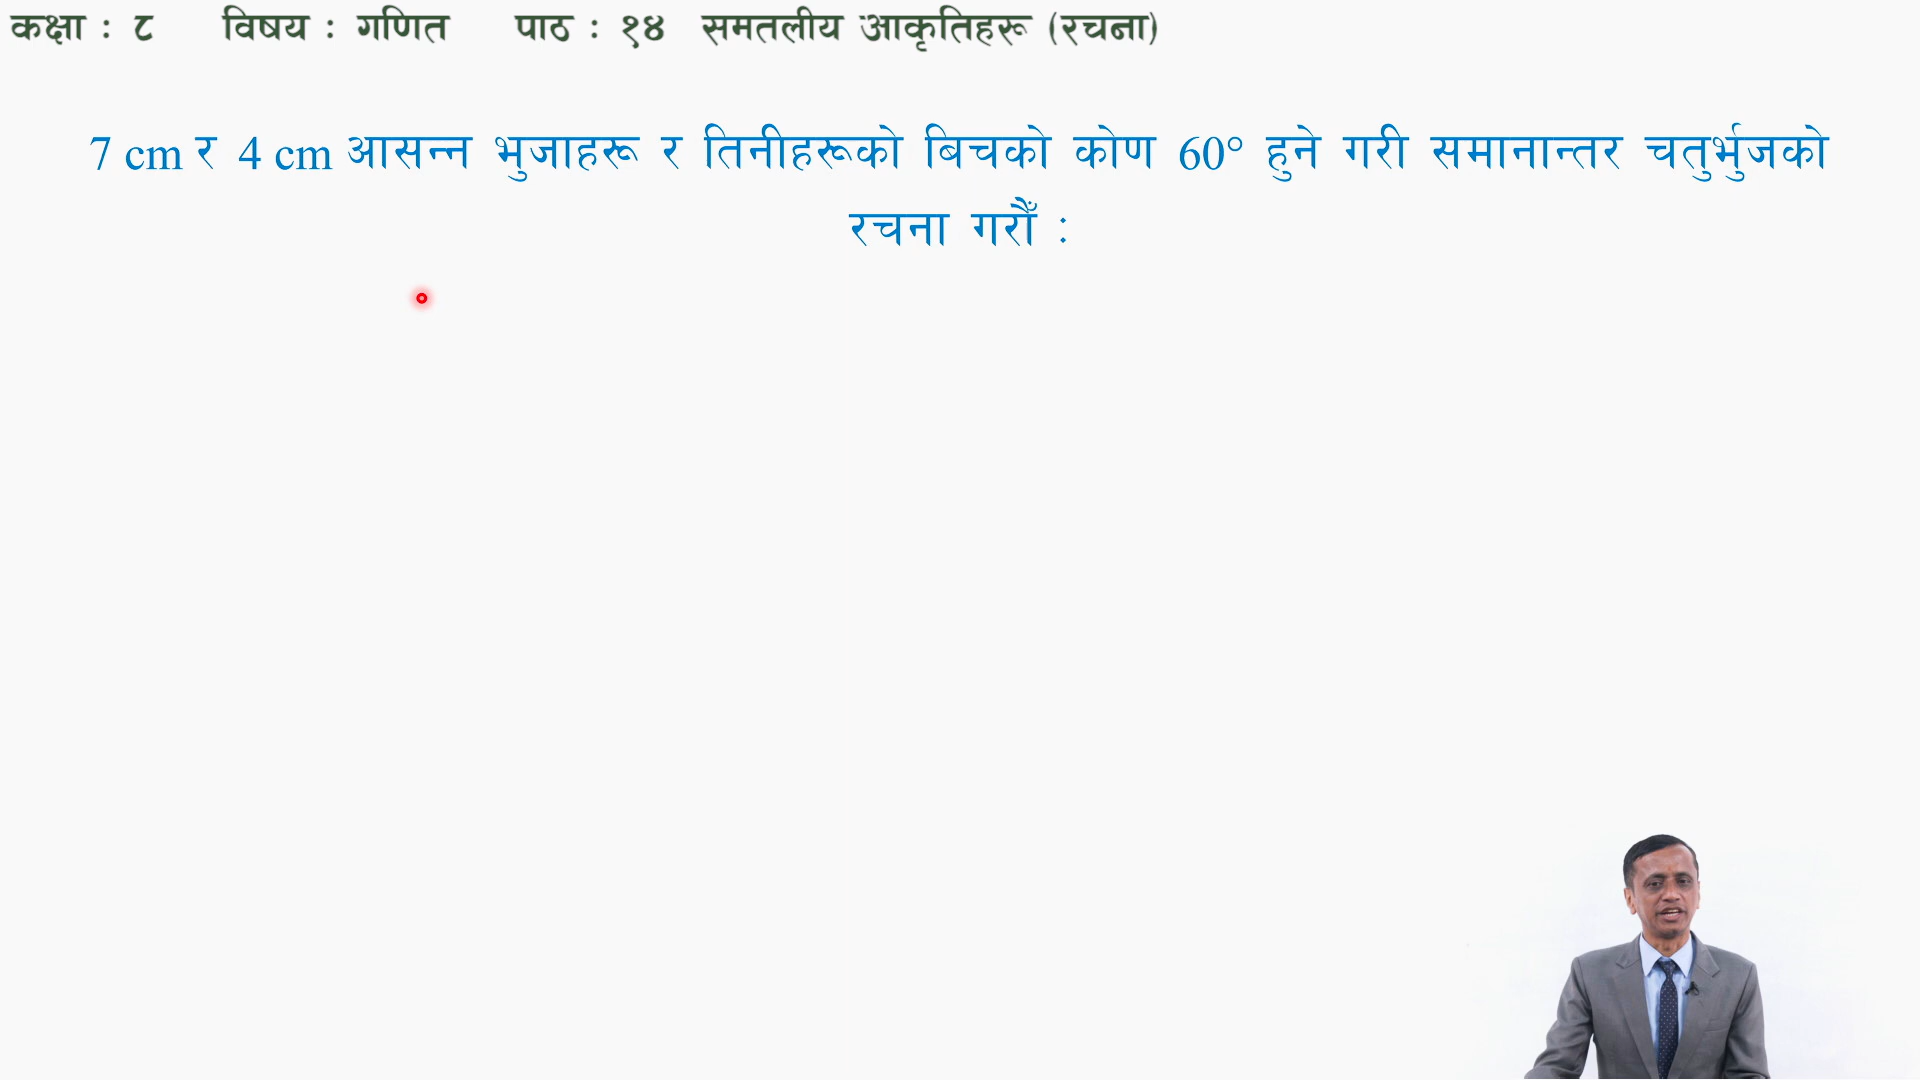 कक्षा : ८ विषय : गणित पाठ : १४ समतलीय आकृतिहरू (रचना)
7 cm र 4 cm आसन्न भुजाहरू र तिनीहरूको बिचको कोण 60° हुने गरी समानान्तर चतुर्भुजको
रचना गरौँ :